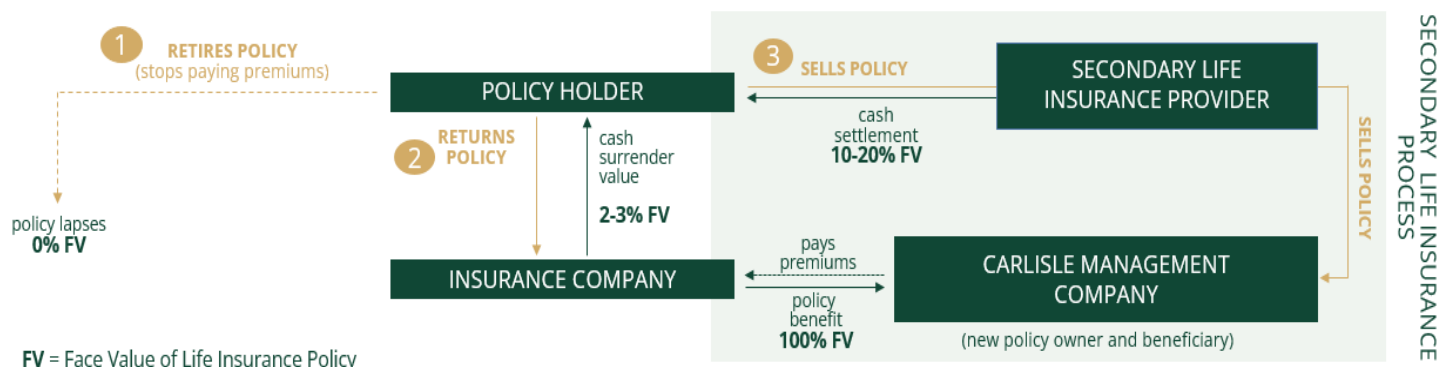 1
RETIRES POLICY
(stops paying premiums)
policy lapses
0% FV
POLICY HOLDER
2
RETURNS
POLICY
cash
surrender
value
2-3% FV
INSURANCE COMPANY
3
SELLS POLICY
cash
settlement
10-20% FV
SECONDARY LIFE
INSURANCE PROVIDER
SELLS POLICY
pays
premiums
policy
benefit
100% FV
CARLISLE MANAGEMENT
COMPANY
(new policy owner and beneficiary)
SECONDARY LIFE INSURANCE
PROCESS
FV = Face Value of Life Insurance Policy